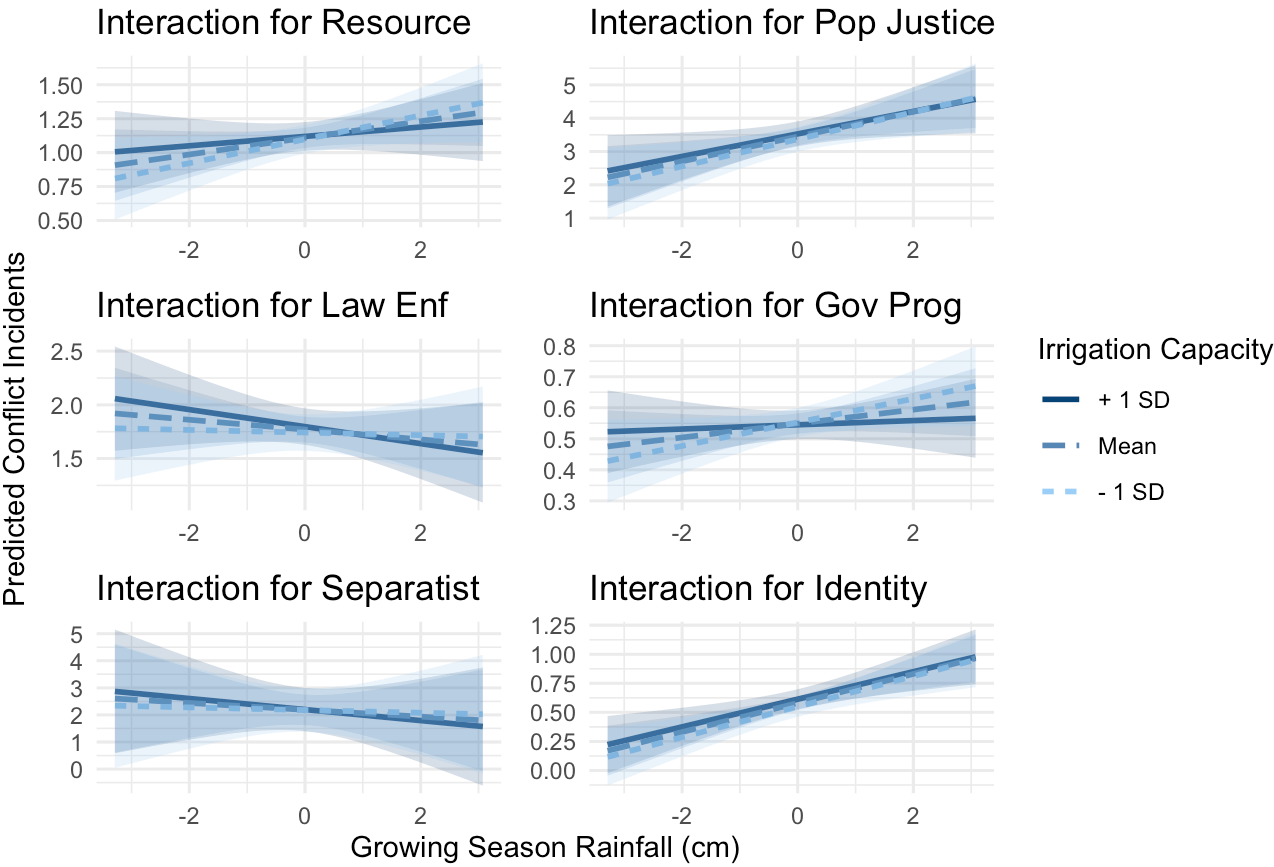 Interaction for Resource
1.50
1.25
1.00
0.75
0.50
-2 0 2
Interaction for Pop Justice
5
4
3
2
1
-2 0 2
Predicted Conflict Incidents
Interaction for Law Enf
2.5
2.0
1.5
-2 0 2
Interaction for Gov Prog
0.8
0.7
0.6
0.5
0.4
0.3
-2 0 2
Irrigation Capacity
+ 1 SD
Mean
- 1 SD
Interaction for Separatist
5
4
3
2
1
0
-2 0 2
Interaction for Identity
1.25
1.00
0.75
0.50
0.25
0.00
-2 0 2
Growing Season Rainfall (cm)